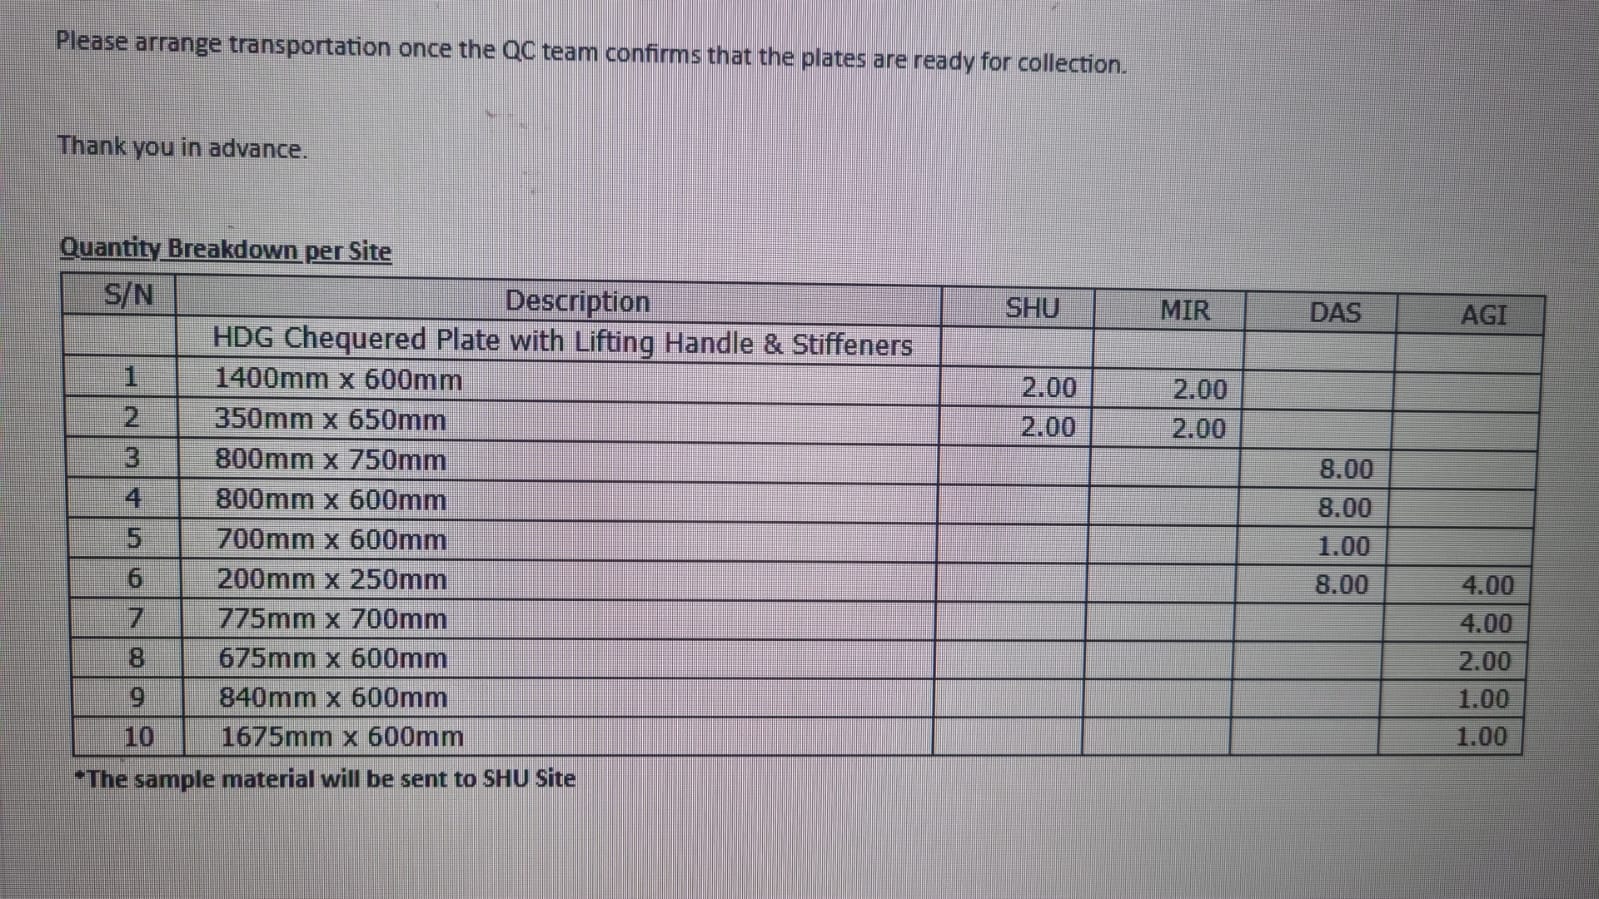 Please arrange transportation once the QC team confirms that the plates are ready for collection.
Thank you in advance.
Quantity Breakdown per Site
S/N Description SHU MIR DAS AGI
HDG Chequered Plate with Lifting Handle & Stiffeners
1 1400mm x 600mm 2.00 2.00
2 350mm x 650mm 2.00 2.00
3 800mm x 750mm 8.00
4 800mm x 600mm 8.00
5 700mm x 600mm 1.00
6 200mm x 250mm 8.00 4.00
7 775mm x 700mm 4.00
8 675mm x 600mm 2.00
9 840mm x 600mm 1.00
10 1675mm x 600mm 1.00
*The sample material will be sent to SHU Site